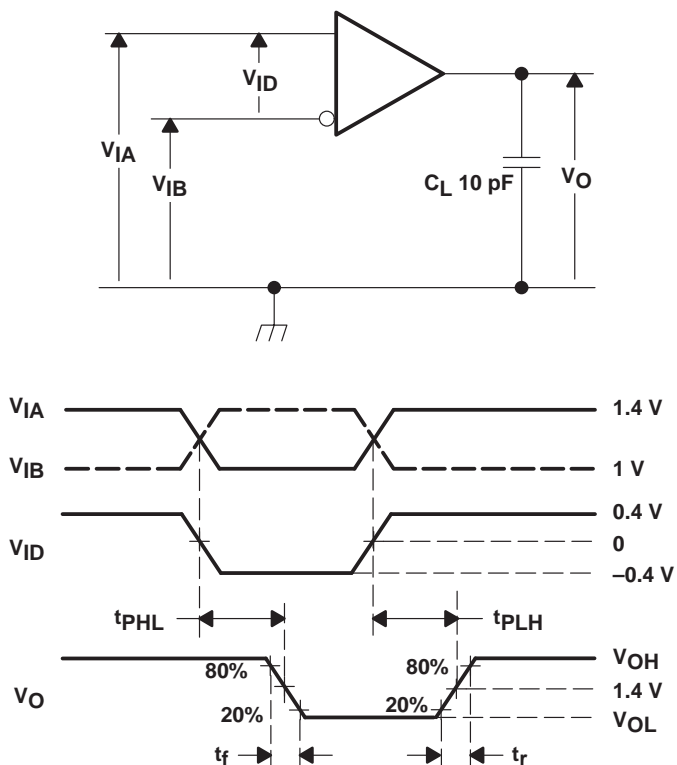 VID
VIA
VIB
CL 10 pF
VO
VIA
1.4 V
VIB
1 V
VID
0.4 V
0
–0.4 V
tPHL
tPLH
VO
80%
80%
VOH
1.4 V
20%
20%
VOL
tf
tr